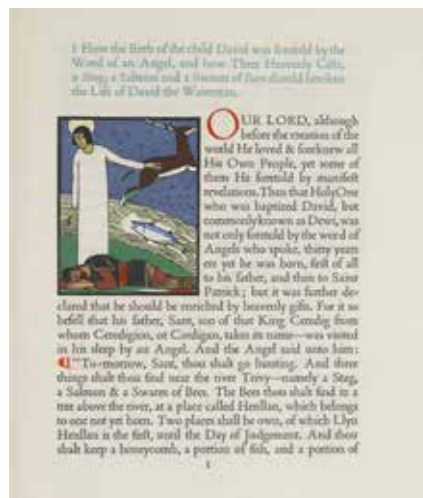 ¶ How the Birth of the child David was foretold by the
Word of an Angel, and how Three Heavenly Gifts,
a Stag, a Salmon and a Swarm of Bees should betoken
the Life of David the Waterman.
OUR LORD, although
before the creation of the
world He loved & foreknew all
His Own People, yet some of
them He foretold by manifest
revelations. Then that Holy One
who was baptized David, but
commonly known as Dewi, was
not only foretold by the word of
Angels who spoke, thirty years
ere yet he was born, first of all
to his father, and then to Saint
Patrick; but it was further de-
clared that he should be enriched by heavenly gifts. For it so
befell that his father, Sant, son of that King Ceredig from
whom Ceredigion, or Cardigan, takes its name—was visited
in his sleep by an Angel. And the Angel said unto him:
¶ "To-morrow, Sant, thou shalt go hunting. And three
things shalt thou find near the river Teivy—namely a Stag,
a Salmon & a Swarm of Bees. The Bees thou shalt find in a
tree above the river, at a place called Henllan, which belongs
to one not yet born. Two places shall he own, of which Llyn
Henllan is the first, until the Day of Judgement. And thou
shalt keep a honeycomb, a portion of fish, and a portion of
1